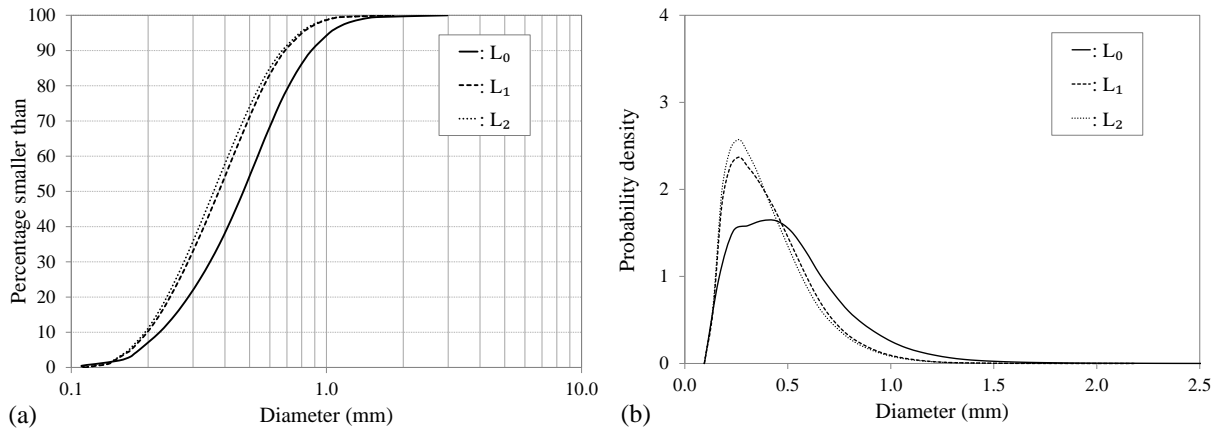 100
90
80
70
60
50
40
30
20
10
0
Percentage smaller than
: L₀
: L₁
: L₂
0.1
1.0
10.0
Diameter (mm)
(a)
4
3
2
1
0
Probability density
: L₀
: L₁
: L₂
0.0
0.5
1.0
1.5
2.0
2.5
Diameter (mm)
(b)